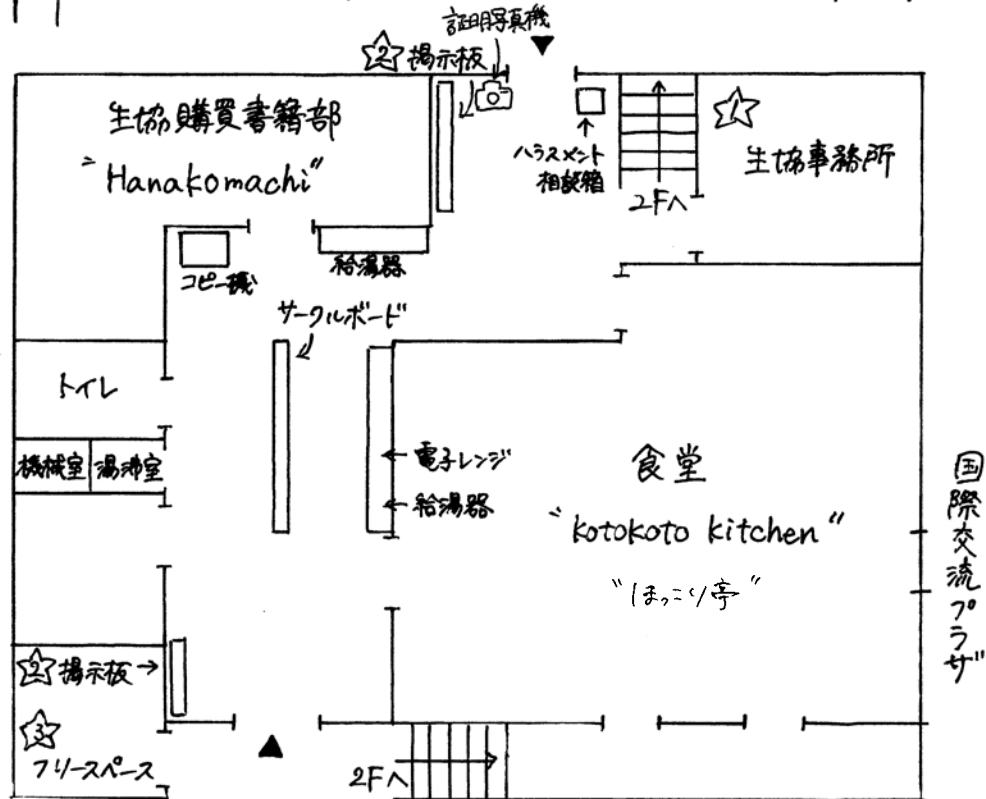 証明写真機
② 掲示板
生協購買書籍部
"Hanakomachi"
ハラスメント
相談箱
2Fへ
① 
生協事務所
コピー機
給湯器
サークルボード
トイレ
機械室
湯沸室
電子レンジ
給湯器
食堂
"kotokoto kitchen"
"ほっこり亭"
国際交流プラザ
② 掲示板
③
フリースペース
2Fへ